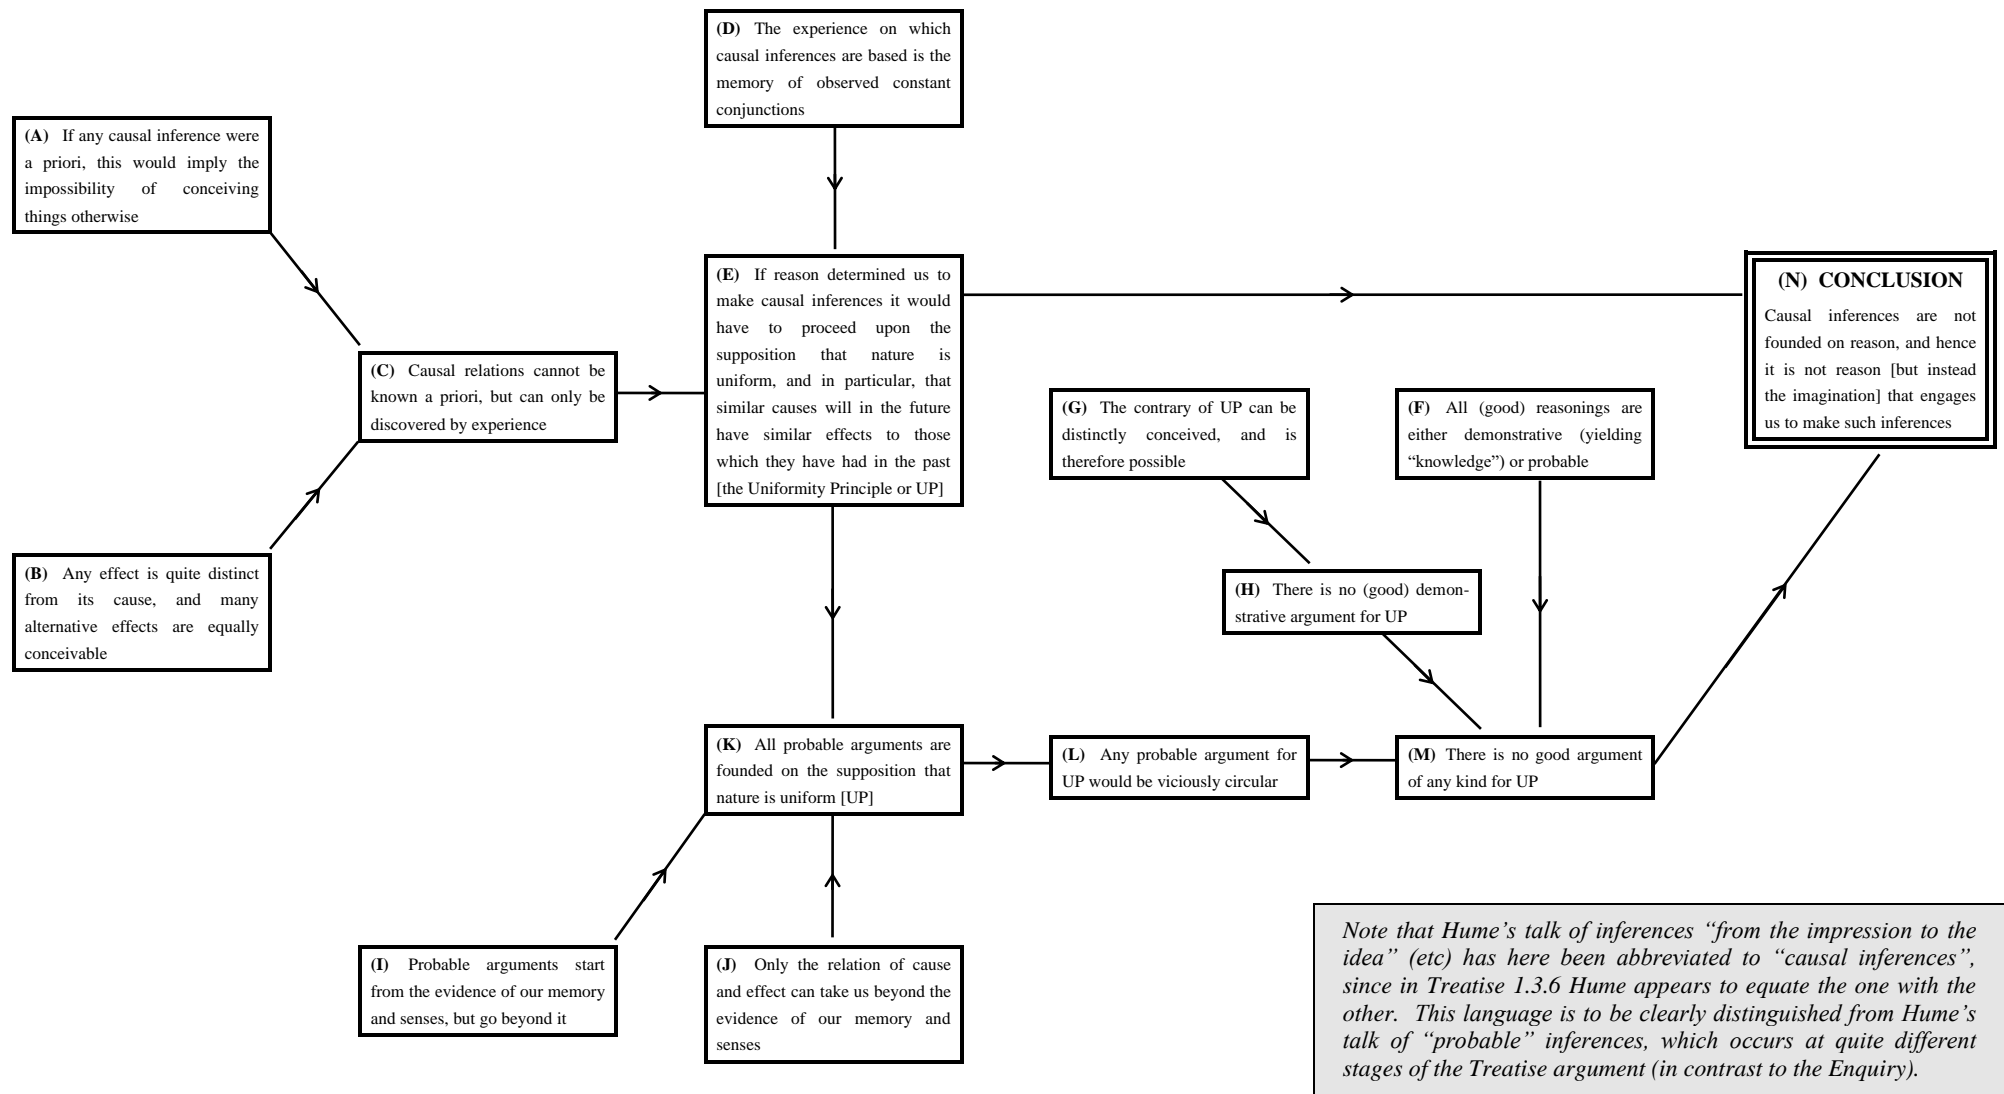 (D) The experience on which
causal inferences are based is the
memory of observed constant
conjunctions
(A) If any causal inference were
a priori, this would imply the
impossibility of conceiving
things otherwise
(E) If reason determined us to
make causal inferences it would
have to proceed upon the
supposition that nature is
uniform, and in particular, that
similar causes will in the future
have similar effects to those
which they have had in the past
[the Uniformity Principle or UP]
(N) CONCLUSION
Causal inferences are not
founded on reason, and hence
it is not reason [but instead
the imagination] that engages
us to make such inferences
(C) Causal relations cannot be
known a priori, but can only be
discovered by experience
(G) The contrary of UP can be
distinctly conceived, and is
therefore possible
(F) All (good) reasonings are
either demonstrative (yielding
“knowledge”) or probable
(B) Any effect is quite distinct
from its cause, and many
alternative effects are equally
conceivable
(H) There is no (good) demon-
strative argument for UP
(K) All probable arguments are
founded on the supposition that
nature is uniform [UP]
(L) Any probable argument for
UP would be viciously circular
(M) There is no good argument
of any kind for UP
(I) Probable arguments start
from the evidence of our memory
and senses, but go beyond it
(J) Only the relation of cause
and effect can take us beyond the
evidence of our memory and
senses
Note that Hume’s talk of inferences “from the impression to the
idea” (etc) has here been abbreviated to “causal inferences”,
since in Treatise 1.3.6 Hume appears to equate the one with the
other. This language is to be clearly distinguished from Hume’s
talk of “probable” inferences, which occurs at quite different
stages of the Treatise argument (in contrast to the Enquiry).